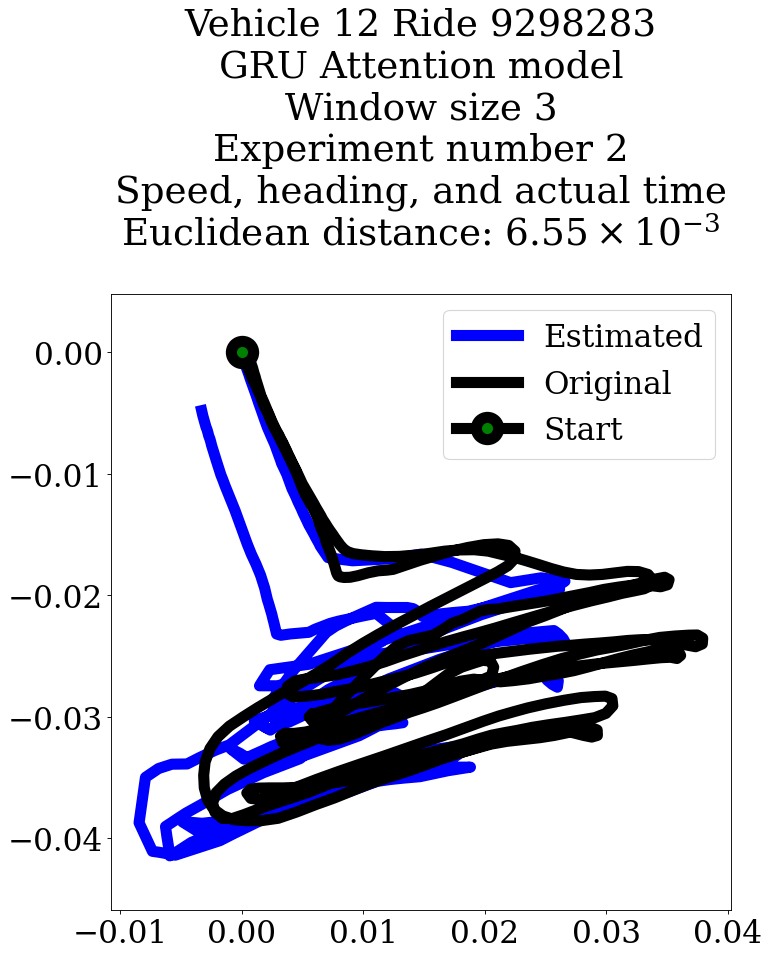 Vehicle 12 Ride 9298283
GRU Attention model
Window size 3
Experiment number 2
Speed, heading, and actual time
Euclidean distance: 6.55 × 10⁻³
Estimated
Original
Start
0.00
−0.01
−0.02
−0.03
−0.04
−0.01 0.00 0.01 0.02 0.03 0.04